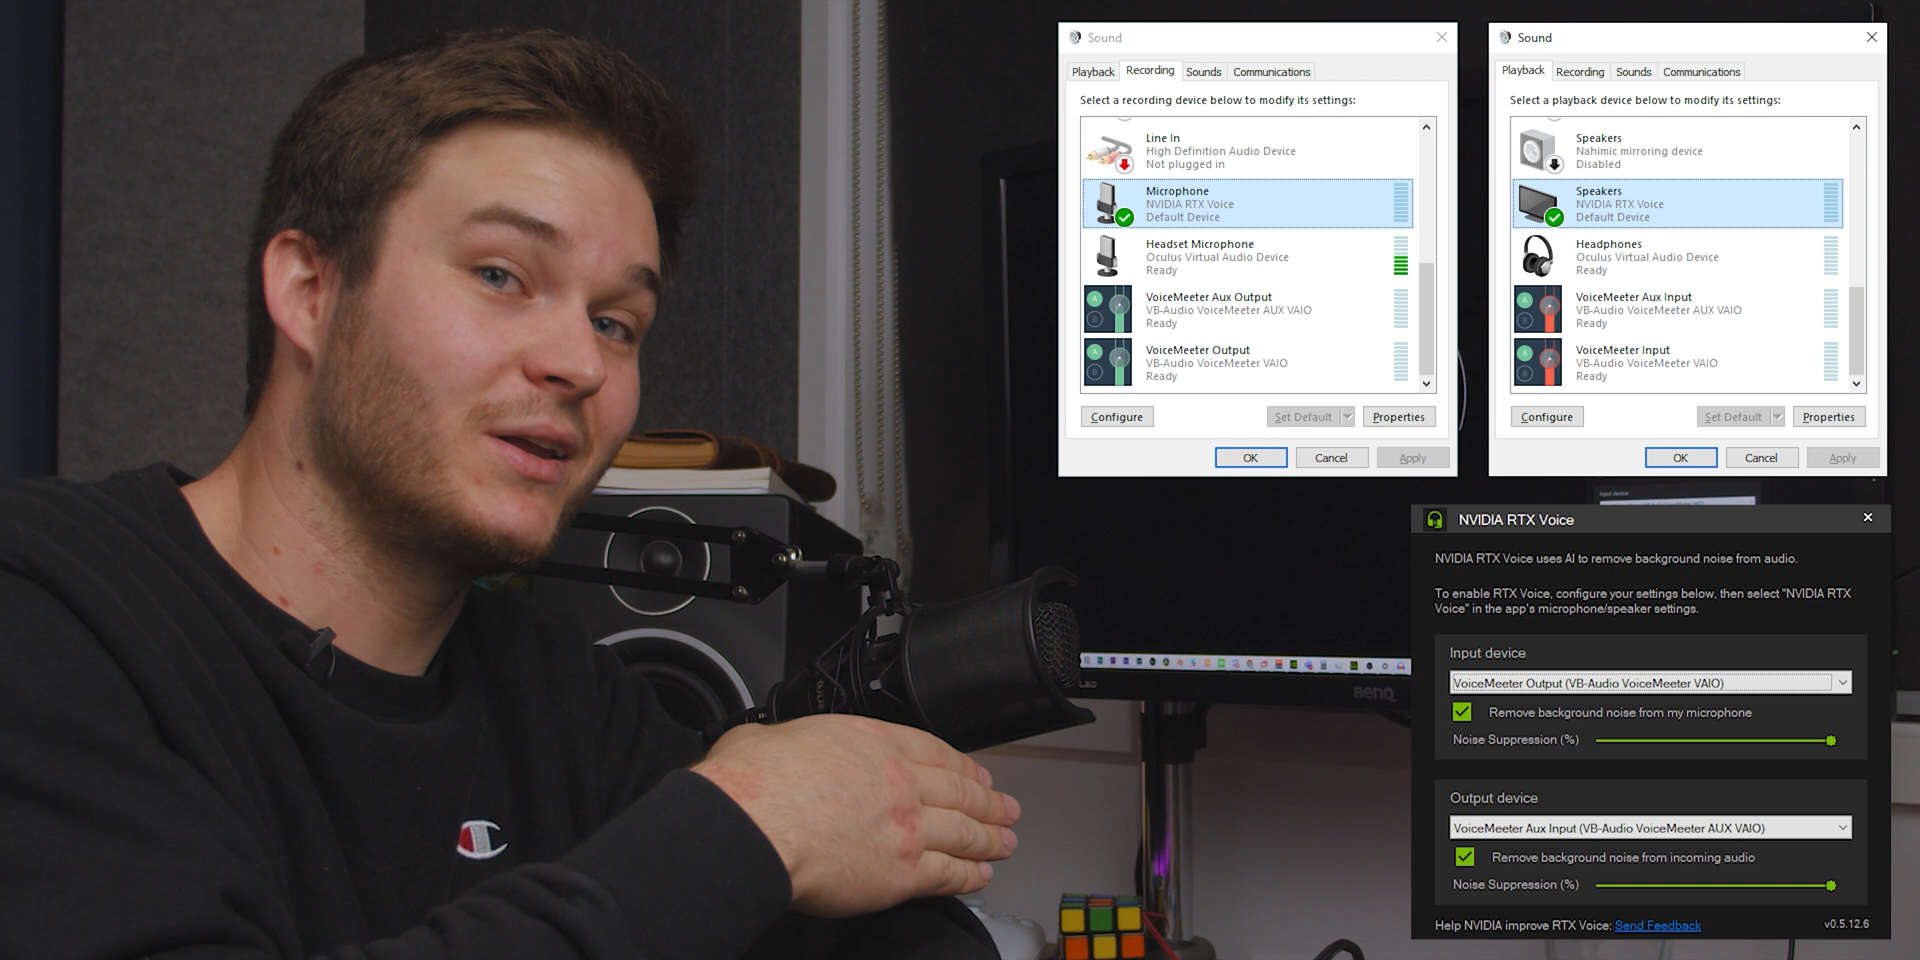 Sound
Playback
Recording
Sounds
Communications
Select a recording device below to modify its settings:
Line In
High Definition Audio Device
Not plugged in
Microphone
NVIDIA RTX Voice
Default Device
Headset Microphone
Oculus Virtual Audio Device
Ready
VoiceMeeter Aux Output
VB-Audio VoiceMeeter AUX VAIO
Ready
VoiceMeeter Output
VB-Audio VoiceMeeter VAIO
Ready
Configure
Set Default
Properties
OK
Cancel
Apply
Sound
Playback
Recording
Sounds
Communications
Select a playback device below to modify its settings:
Speakers
Nahimic mirroring device
Disabled
Speakers
NVIDIA RTX Voice
Default Device
Headphones
Oculus Virtual Audio Device
Ready
VoiceMeeter Aux Input
VB-Audio VoiceMeeter AUX VAIO
Ready
VoiceMeeter Input
VB-Audio VoiceMeeter VAIO
Ready
Configure
Set Default
Properties
OK
Cancel
Apply
Input device
NVIDIA RTX Voice
NVIDIA RTX Voice uses AI to remove background noise from audio.
To enable RTX Voice, configure your settings below, then select "NVIDIA RTX
Voice" in the app's microphone/speaker settings.
Input device
VoiceMeeter Output (VB-Audio VoiceMeeter VAIO)
Remove background noise from my microphone
Noise Suppression (%)
Output device
VoiceMeeter Aux Input (VB-Audio VoiceMeeter AUX VAIO)
Remove background noise from incoming audio
Noise Suppression (%)
Help NVIDIA improve RTX Voice: Send Feedback
v0.5.12.6
BenQ